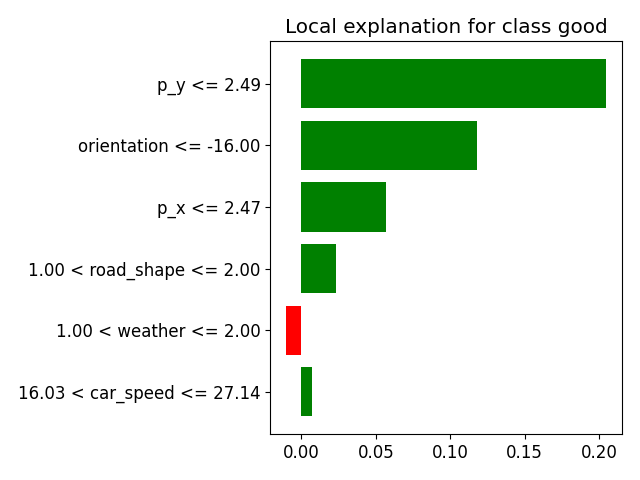 Local explanation for class good
p_y <= 2.49
orientation <= -16.00
p_x <= 2.47
1.00 < road_shape <= 2.00
1.00 < weather <= 2.00
16.03 < car_speed <= 27.14
0.00 0.05 0.10 0.15 0.20